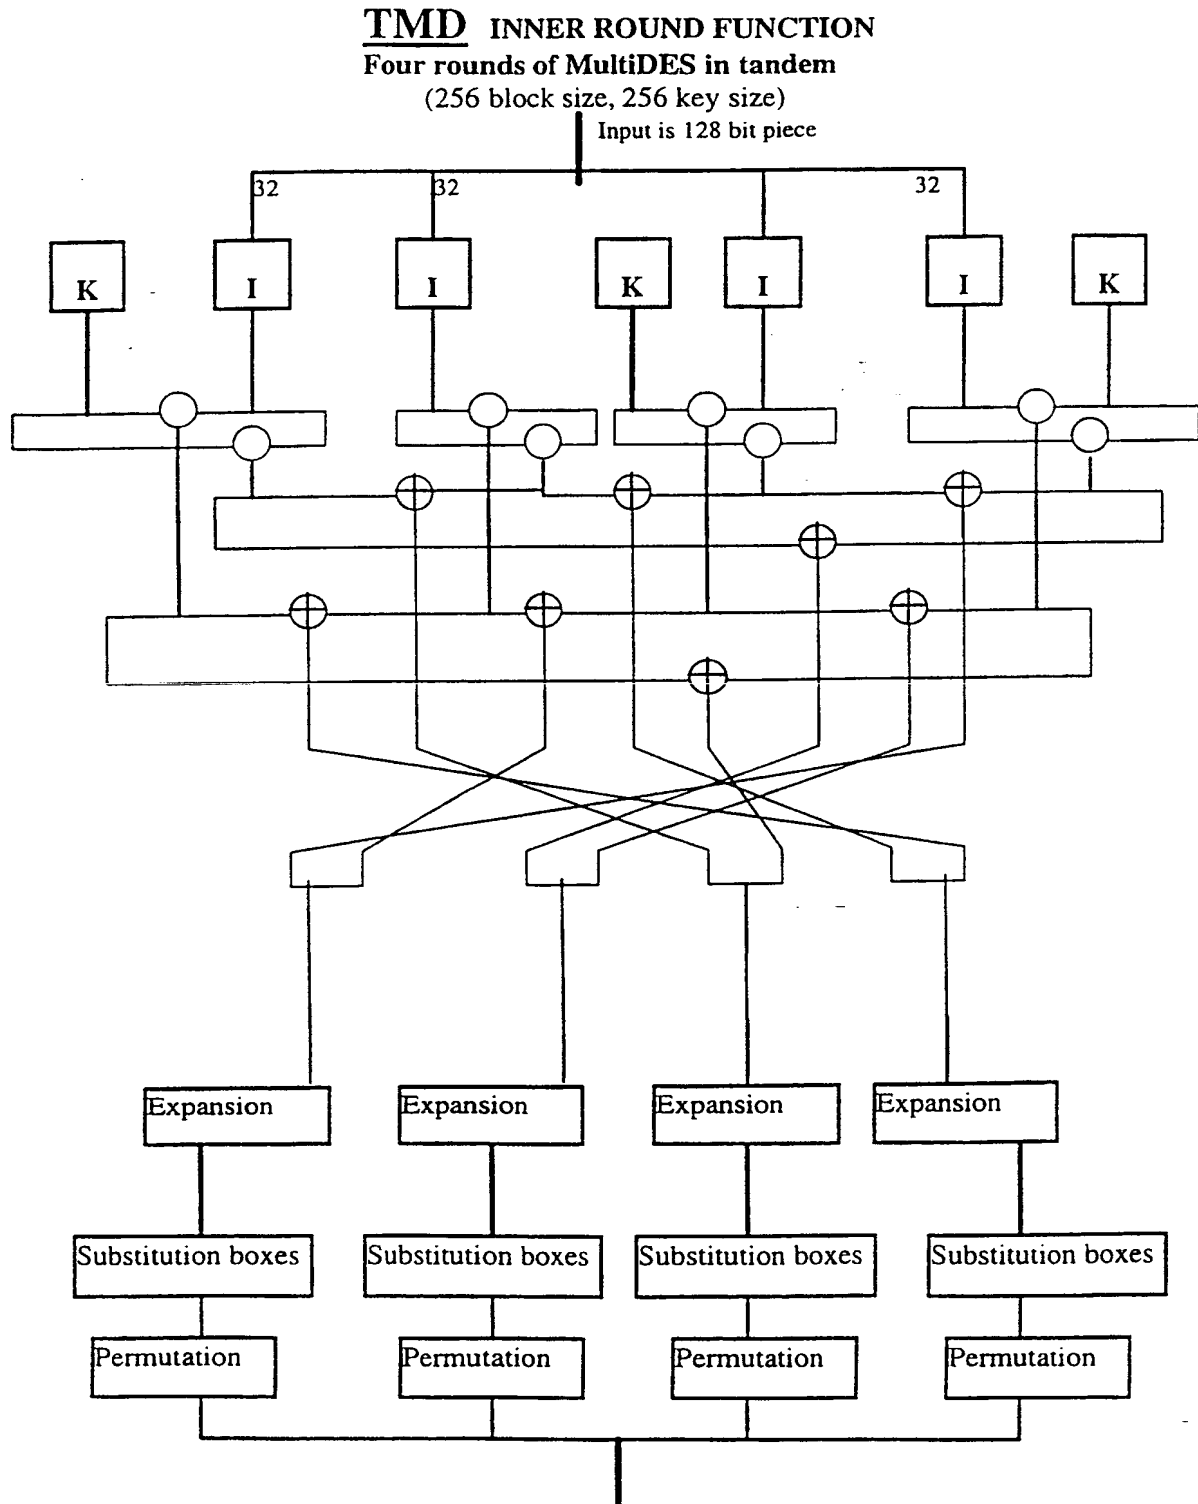 TMD INNER ROUND FUNCTION
Four rounds of MultiDES in tandem
(256 block size, 256 key size)
Input is 128 bit piece
32 32 32
K I I K I I K
Expansion Expansion Expansion Expansion
Substitution boxes Substitution boxes Substitution boxes Substitution boxes
Permutation Permutation Permutation Permutation